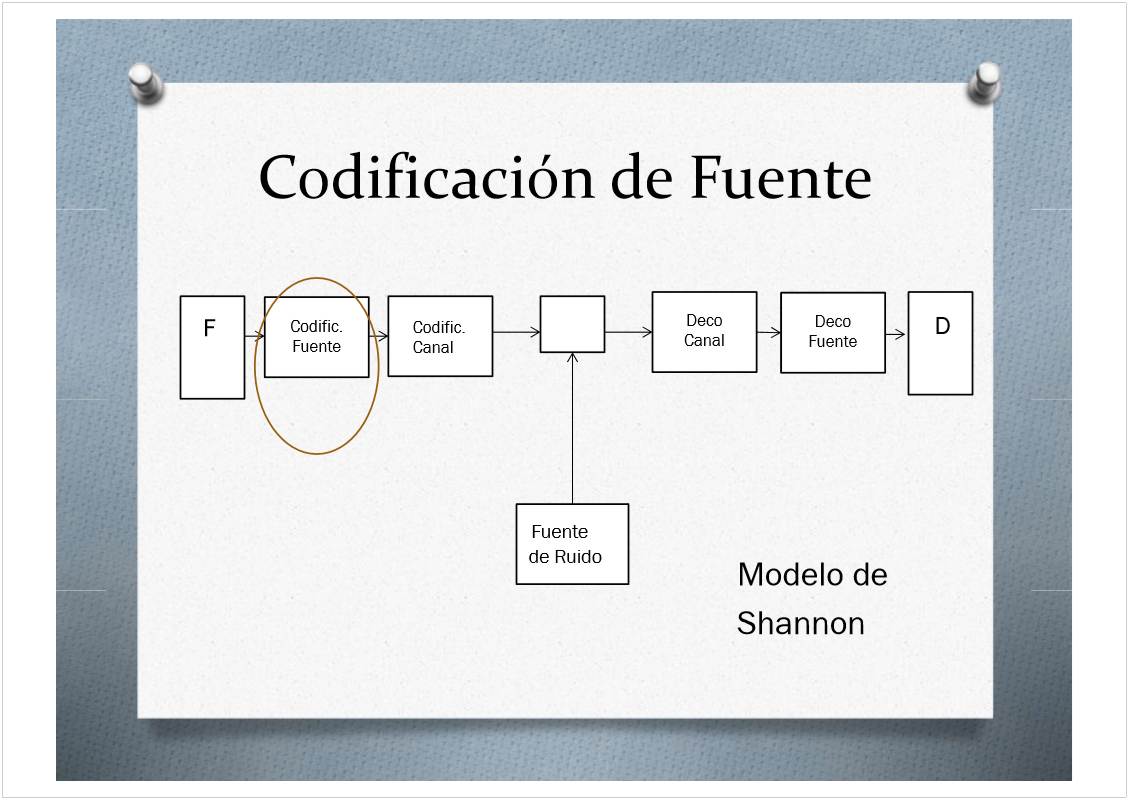 Codificación de Fuente
F
Codific.
Fuente
Codific.
Canal
Deco
Canal
Deco
Fuente
D
Fuente
de Ruido
Modelo de
Shannon